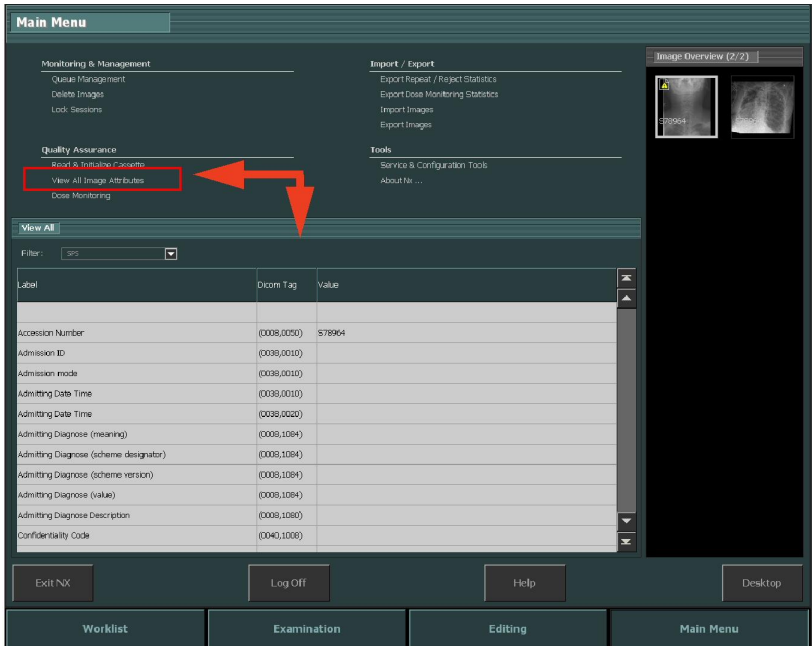 Main Menu
Monitoring & Management
Queue Management
Delete Images
Lock Sessions
Import / Export
Export Repeat / Reject Statistics
Export Dose Monitoring Statistics
Import Images
Export Images
Quality Assurance
Read & Initialize Cassette
View All Image Attributes
Dose Monitoring
Tools
Service & Configuration Tools
About Nx ...
Image Overview (2/2)
S78964
View All
Filter: SPS
Label Dicom Tag Value
Accession Number (0008,0050) S78964
Admission ID (0038,0010)
Admission mode (0038,0010)
Admitting Date Time (0038,0010)
Admitting Date Time (0038,0020)
Admitting Diagnose (meaning) (0008,1084)
Admitting Diagnose (scheme designator) (0008,1084)
Admitting Diagnose (scheme version) (0008,1084)
Admitting Diagnose (value) (0008,1084)
Admitting Diagnose Description (0008,1080)
Confidentiality Code (0040,1008)
Exit NX
Log Off
Help
Desktop
Worklist
Examination
Editing
Main Menu